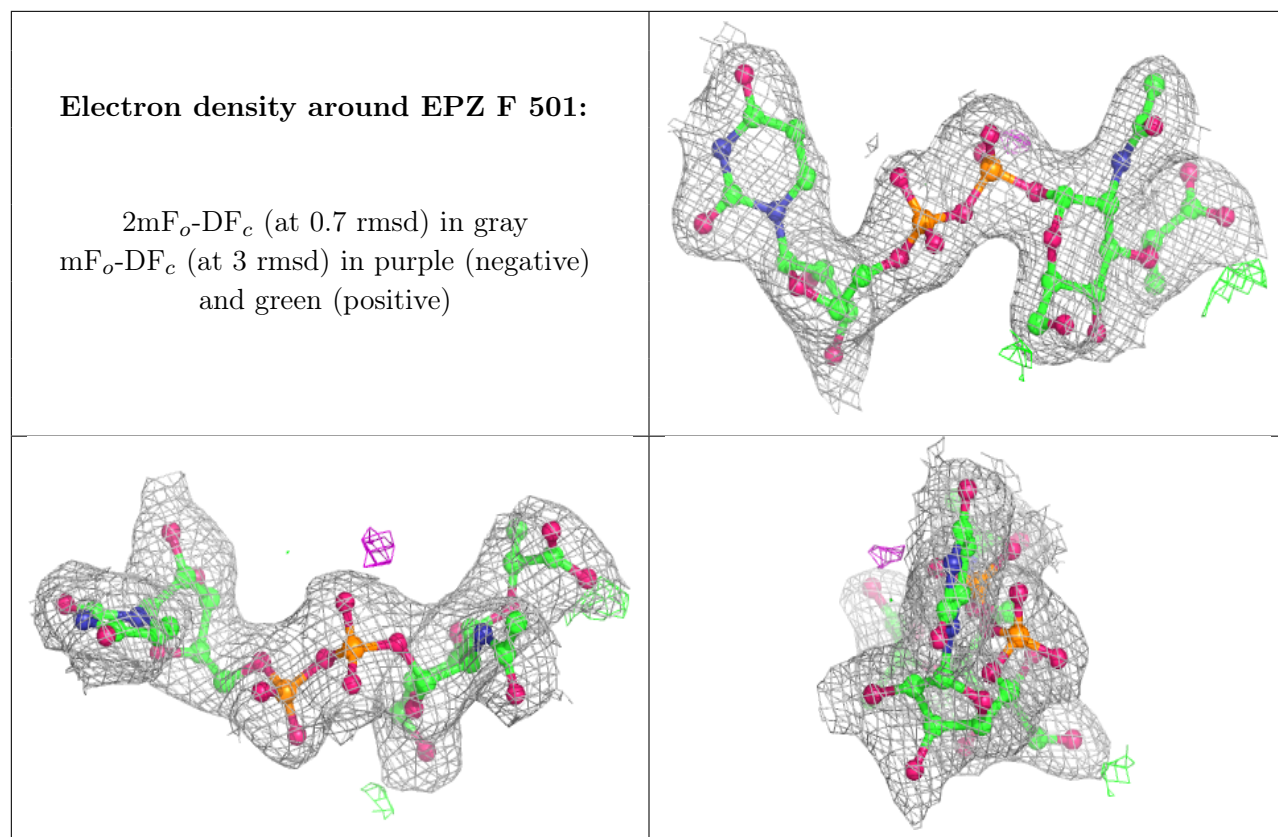 Electron density around EPZ F 501:
2mFₒ-DF𝒸 (at 0.7 rmsd) in gray
mFₒ-DF𝒸 (at 3 rmsd) in purple (negative)
and green (positive)